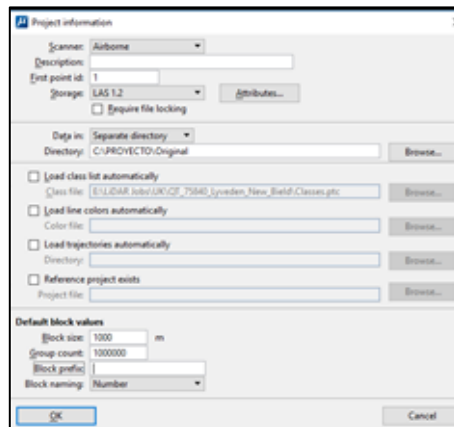 Project information
Scanner: Airborne
Description:
First point id: 1
Storage: LAS 1.2 Attributes...
Require file locking
Data in: Separate directory
Directory: C:\PROYECTO\Original Browse...
Load class list automatically
Class file: E:\LiDAR Jobs\UK\QT_75840_Lyveden_New_Bield\Classes.ptc Browse...
Load line colors automatically
Color file: Browse...
Load trajectories automatically
Directory: Browse...
Reference project exists
Project file: Browse...
Default block values
Block size: 1000 m
Group count: 1000000
Block prefix:
Block naming: Number
OK Cancel